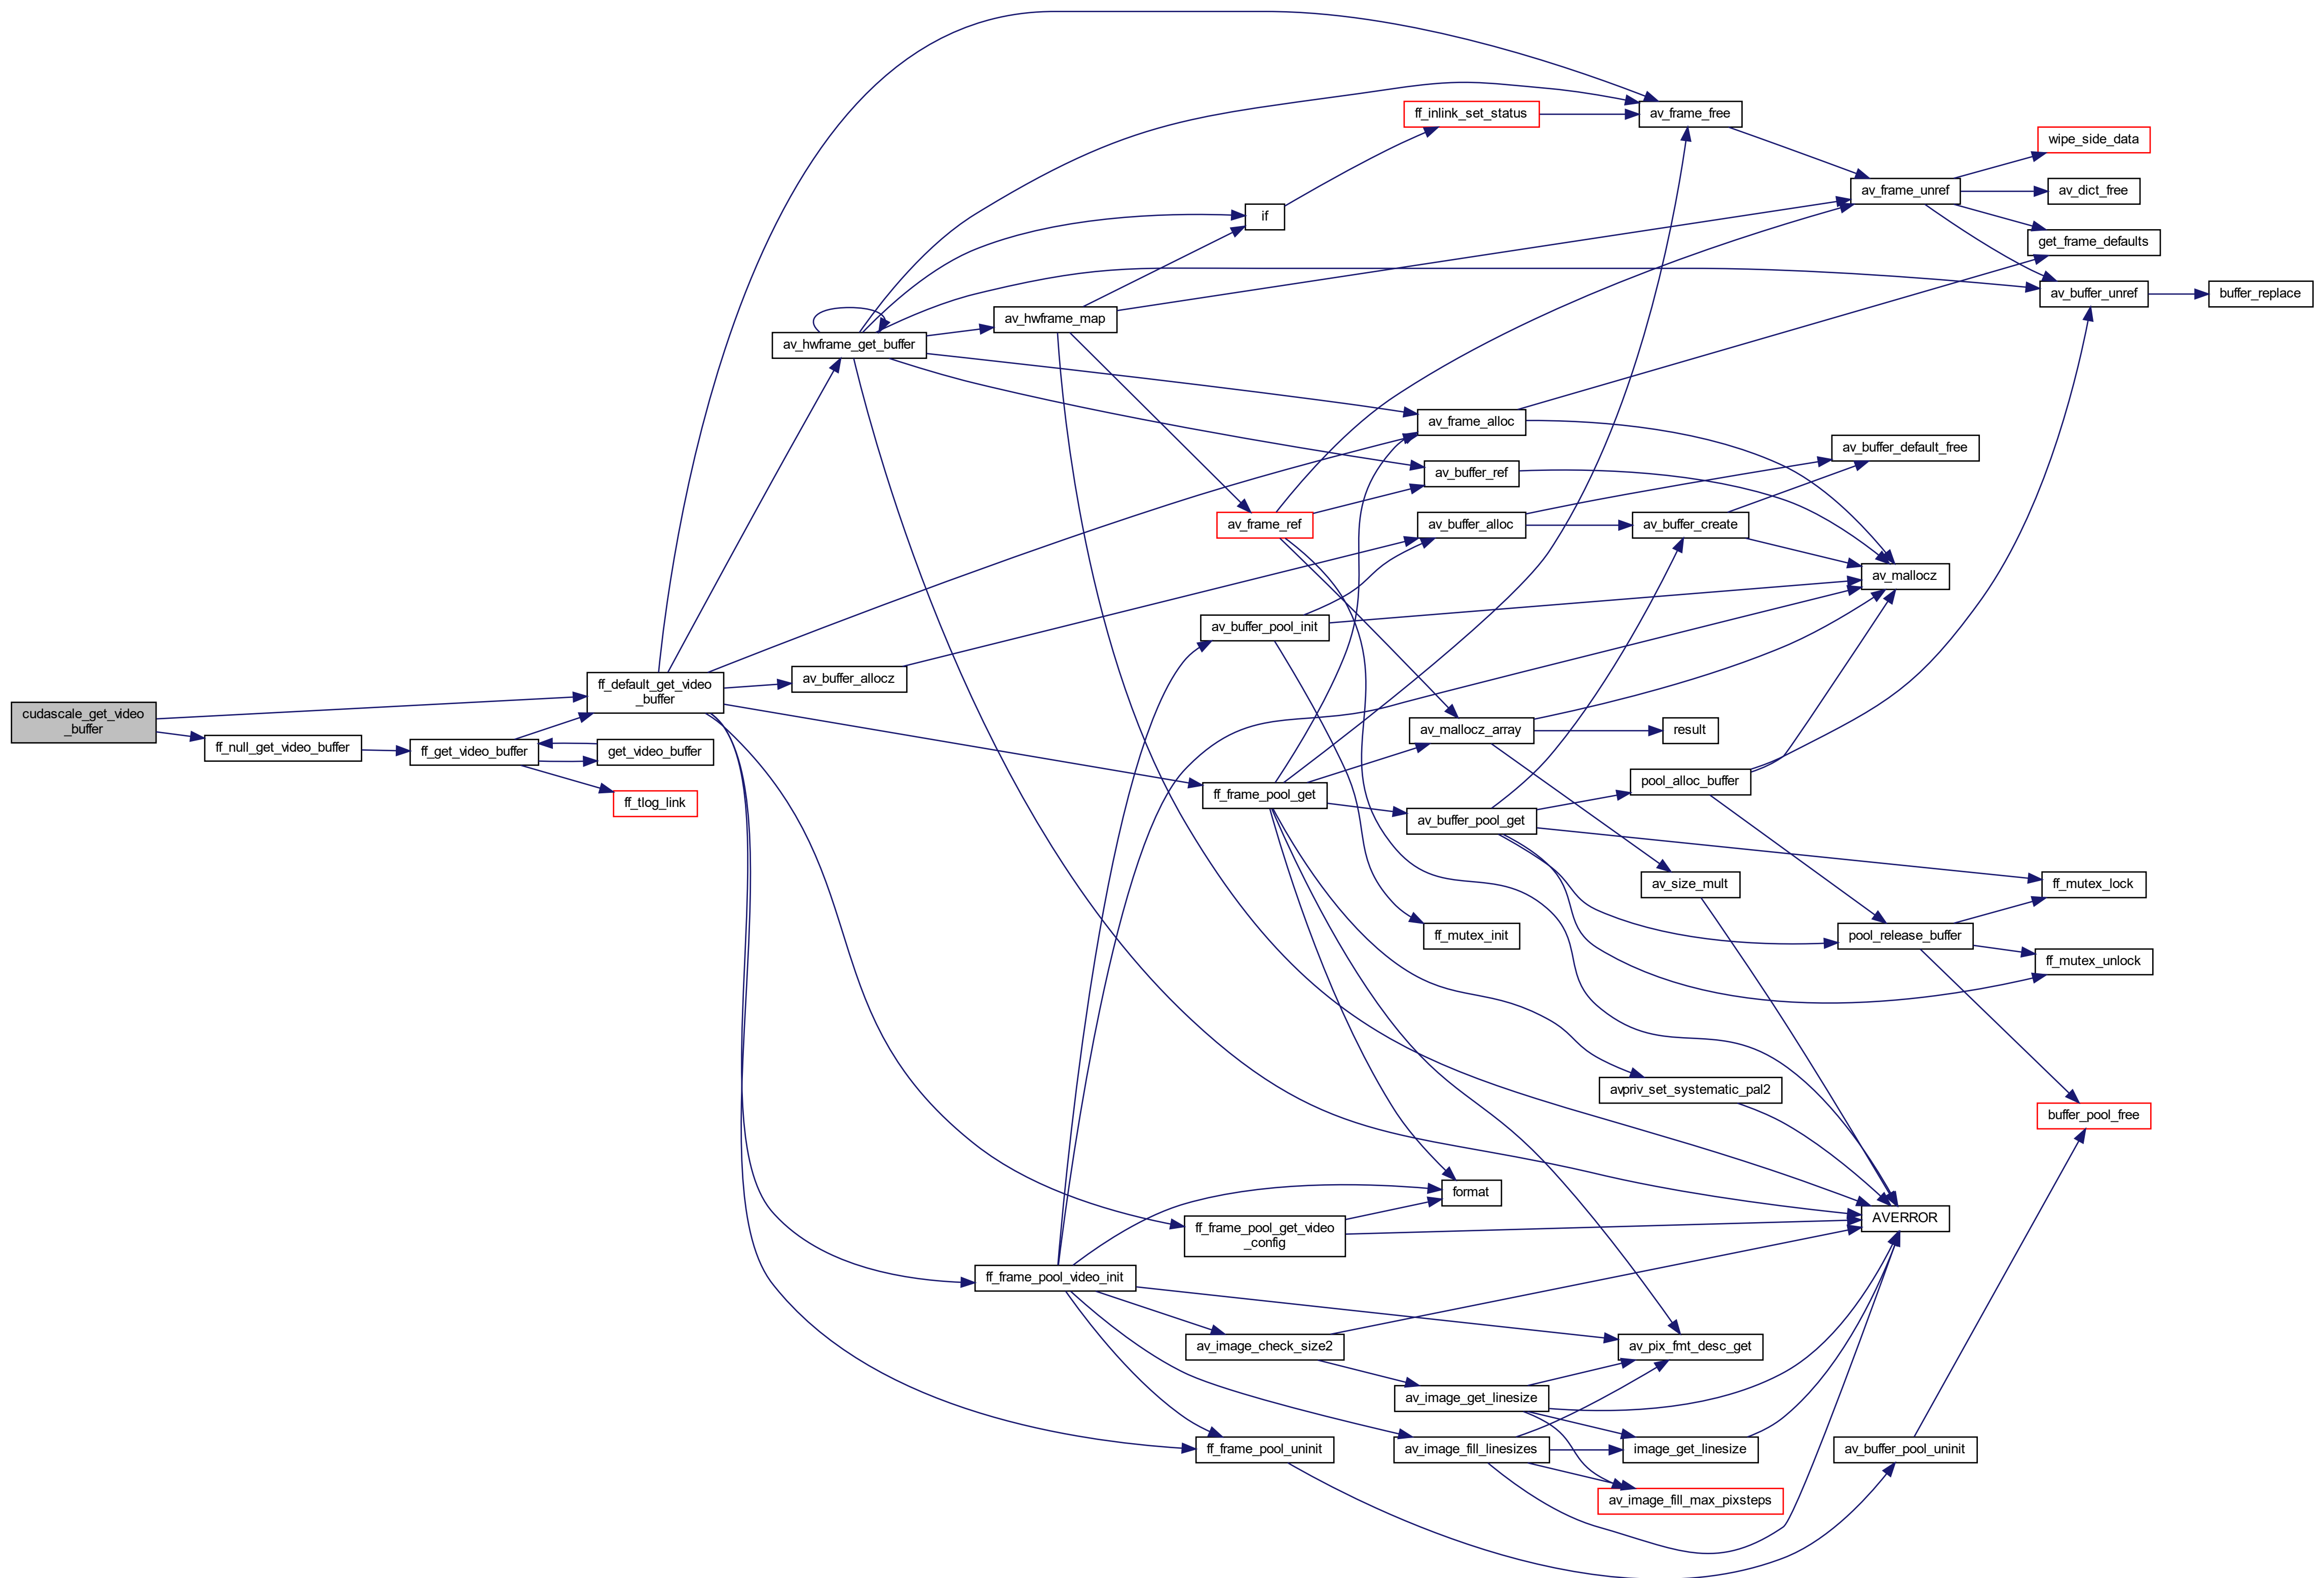 av_frame_free
ff_inlink_set_status
wipe_side_data
av_frame_unref
av_dict_free
if
get_frame_defaults
av_buffer_unref
buffer_replace
av_hwframe_map
av_hwframe_get_buffer
av_frame_alloc
av_buffer_default_free
av_buffer_ref
av_frame_ref
av_buffer_alloc
av_buffer_create
av_mallocz
av_buffer_pool_init
ff_default_get_video
_buffer
av_buffer_allocz
cudascale_get_video
_buffer
ff_null_get_video_buffer
ff_get_video_buffer
get_video_buffer
av_mallocz_array
result
ff_tlog_link
ff_frame_pool_get
pool_alloc_buffer
av_buffer_pool_get
av_size_mult
ff_mutex_lock
ff_mutex_init
pool_release_buffer
ff_mutex_unlock
avpriv_set_systematic_pal2
buffer_pool_free
format
AVERROR
ff_frame_pool_get_video
_config
ff_frame_pool_video_init
av_image_check_size2
av_pix_fmt_desc_get
av_image_get_linesize
ff_frame_pool_uninit
av_image_fill_linesizes
image_get_linesize
av_buffer_pool_uninit
av_image_fill_max_pixsteps